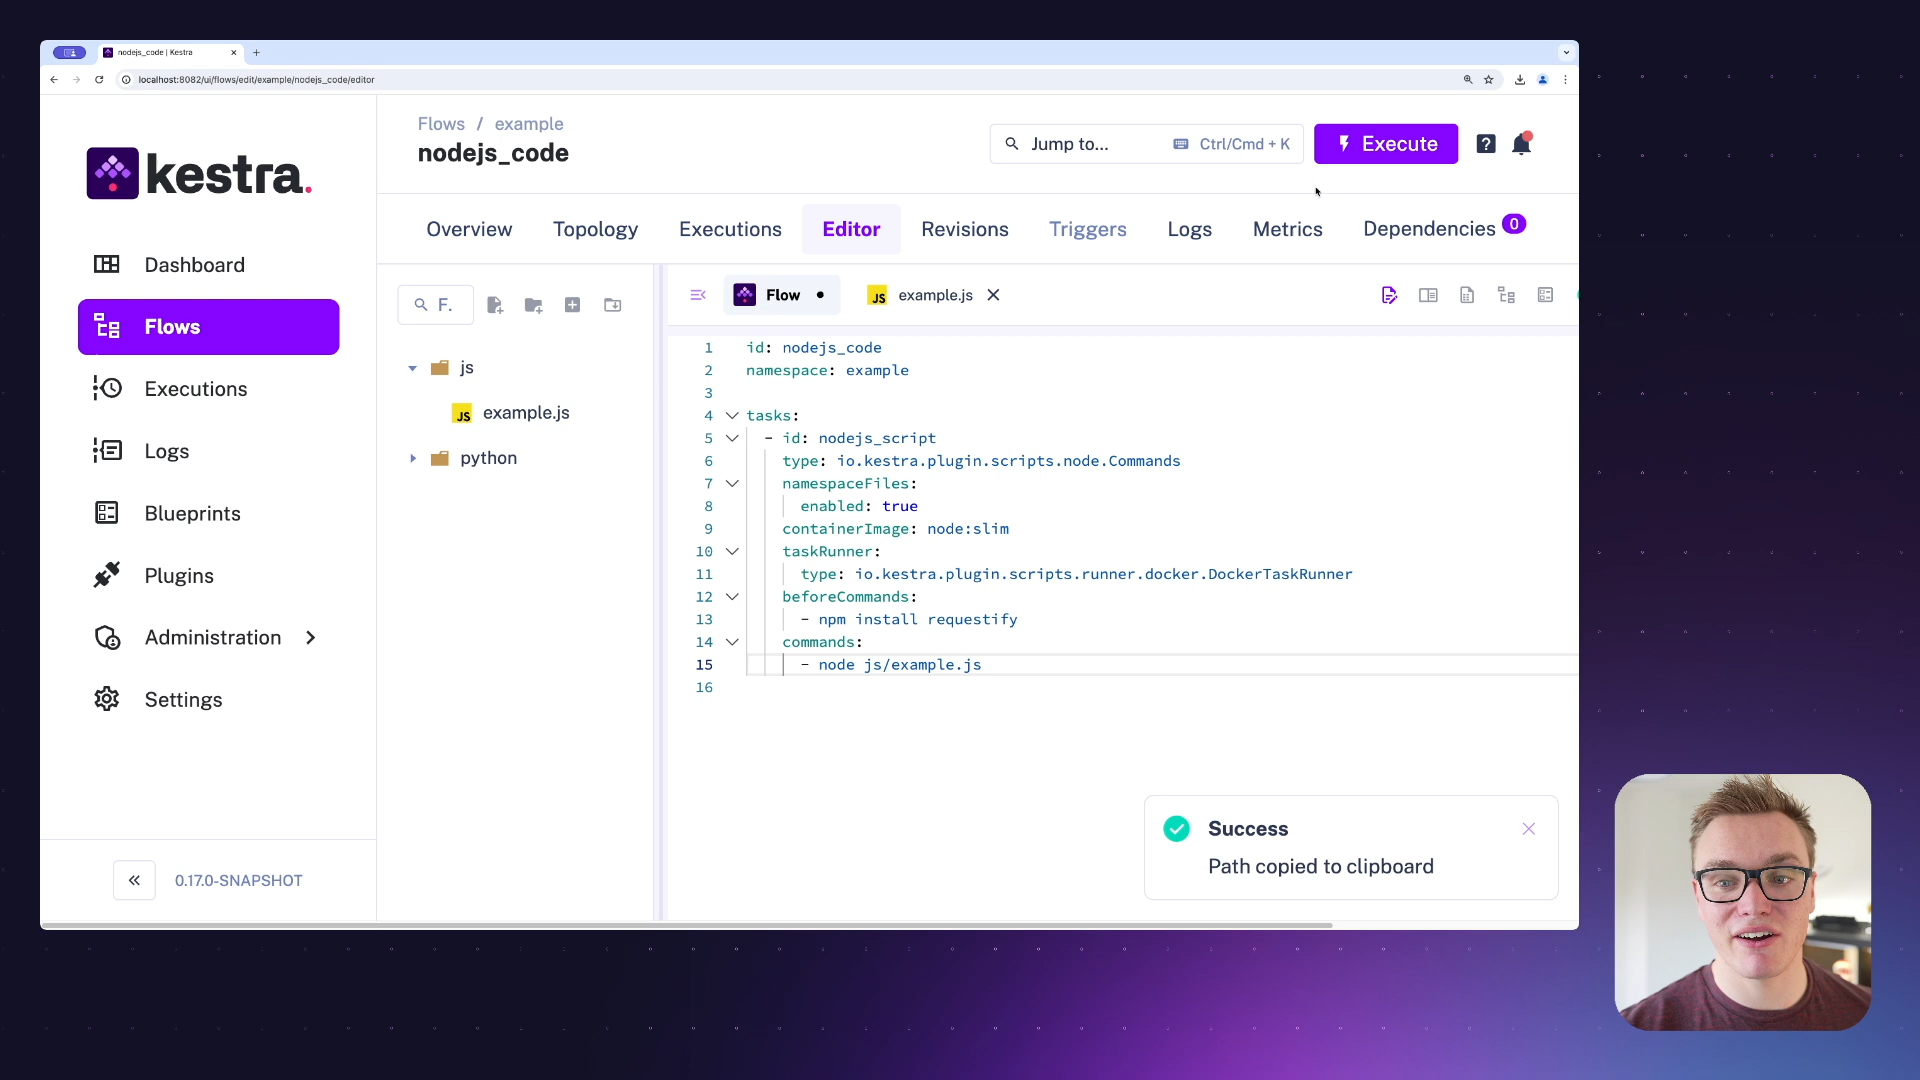 nodejs_code | Kestra
localhost:8082/ui/flows/edit/example/nodejs_code/editor
kestra.
Dashboard
Flows
Executions
Logs
Blueprints
Plugins
Administration
Settings
0.17.0-SNAPSHOT
Flows / example
nodejs_code
Jump to...
Ctrl/Cmd + K
Execute
Overview
Topology
Executions
Editor
Revisions
Triggers
Logs
Metrics
Dependencies 0
F.
js
JS example.js
python
Flow
JS example.js
1 id: nodejs_code
2 namespace: example
3
4 tasks:
5 - id: nodejs_script
6 type: io.kestra.plugin.scripts.node.Commands
7 namespaceFiles:
8 enabled: true
9 containerImage: node:slim
10 taskRunner:
11 type: io.kestra.plugin.scripts.runner.docker.DockerTaskRunner
12 beforeCommands:
13 - npm install requestify
14 commands:
15 - node js/example.js
16
Success
Path copied to clipboard